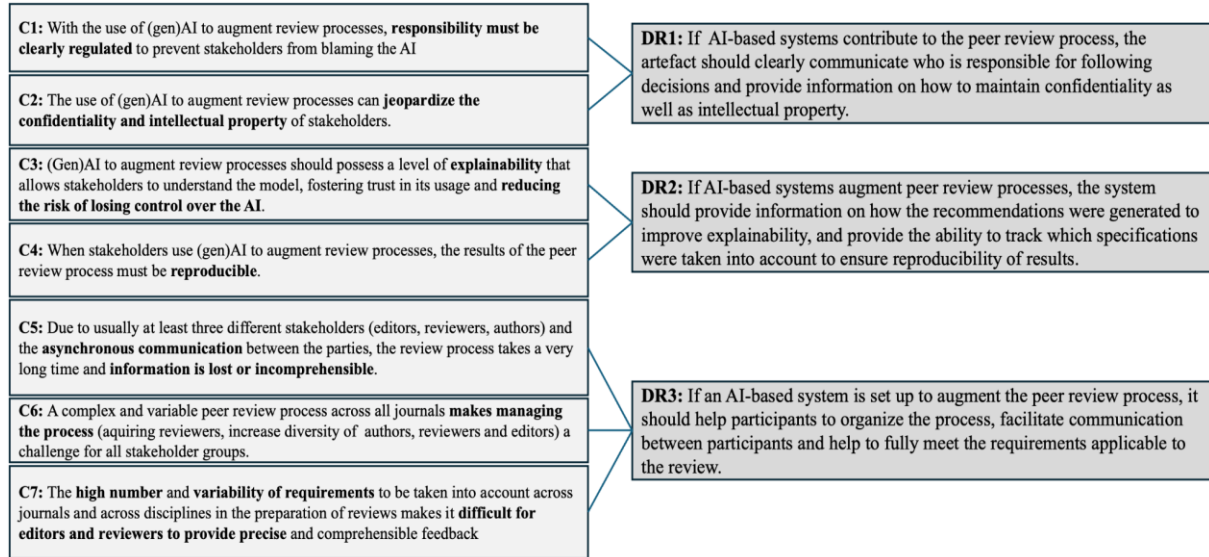 C1: With the use of (gen)AI to augment review processes, responsibility must be
clearly regulated to prevent stakeholders from blaming the AI
C2: The use of (gen)AI to augment review processes can jeopardize the
confidentiality and intellectual property of stakeholders.
C3: (Gen)AI to augment review processes should possess a level of explainability that
allows stakeholders to understand the model, fostering trust in its usage and reducing
the risk of losing control over the AI.
C4: When stakeholders use (gen)AI to augment review processes, the results of the peer
review process must be reproducible.
C5: Due to usually at least three different stakeholders (editors, reviewers, authors) and
the asynchronous communication between the parties, the review process takes a very
long time and information is lost or incomprehensible.
C6: A complex and variable peer review process across all journals makes managing
the process (aquiring reviewers, increase diversity of authors, reviewers and editors) a
challenge for all stakeholder groups.
C7: The high number and variability of requirements to be taken into account across
journals and across disciplines in the preparation of reviews makes it difficult for
editors and reviewers to provide precise and comprehensible feedback
DR1: If AI-based systems contribute to the peer review process, the
artefact should clearly communicate who is responsible for following
decisions and provide information on how to maintain confidentiality as
well as intellectual property.
DR2: If AI-based systems augment peer review processes, the system
should provide information on how the recommendations were generated to
improve explainability, and provide the ability to track which specifications
were taken into account to ensure reproducibility of results.
DR3: If an AI-based system is set up to augment the peer review process, it
should help participants to organize the process, facilitate communication
between participants and help to fully meet the requirements applicable to
the review.